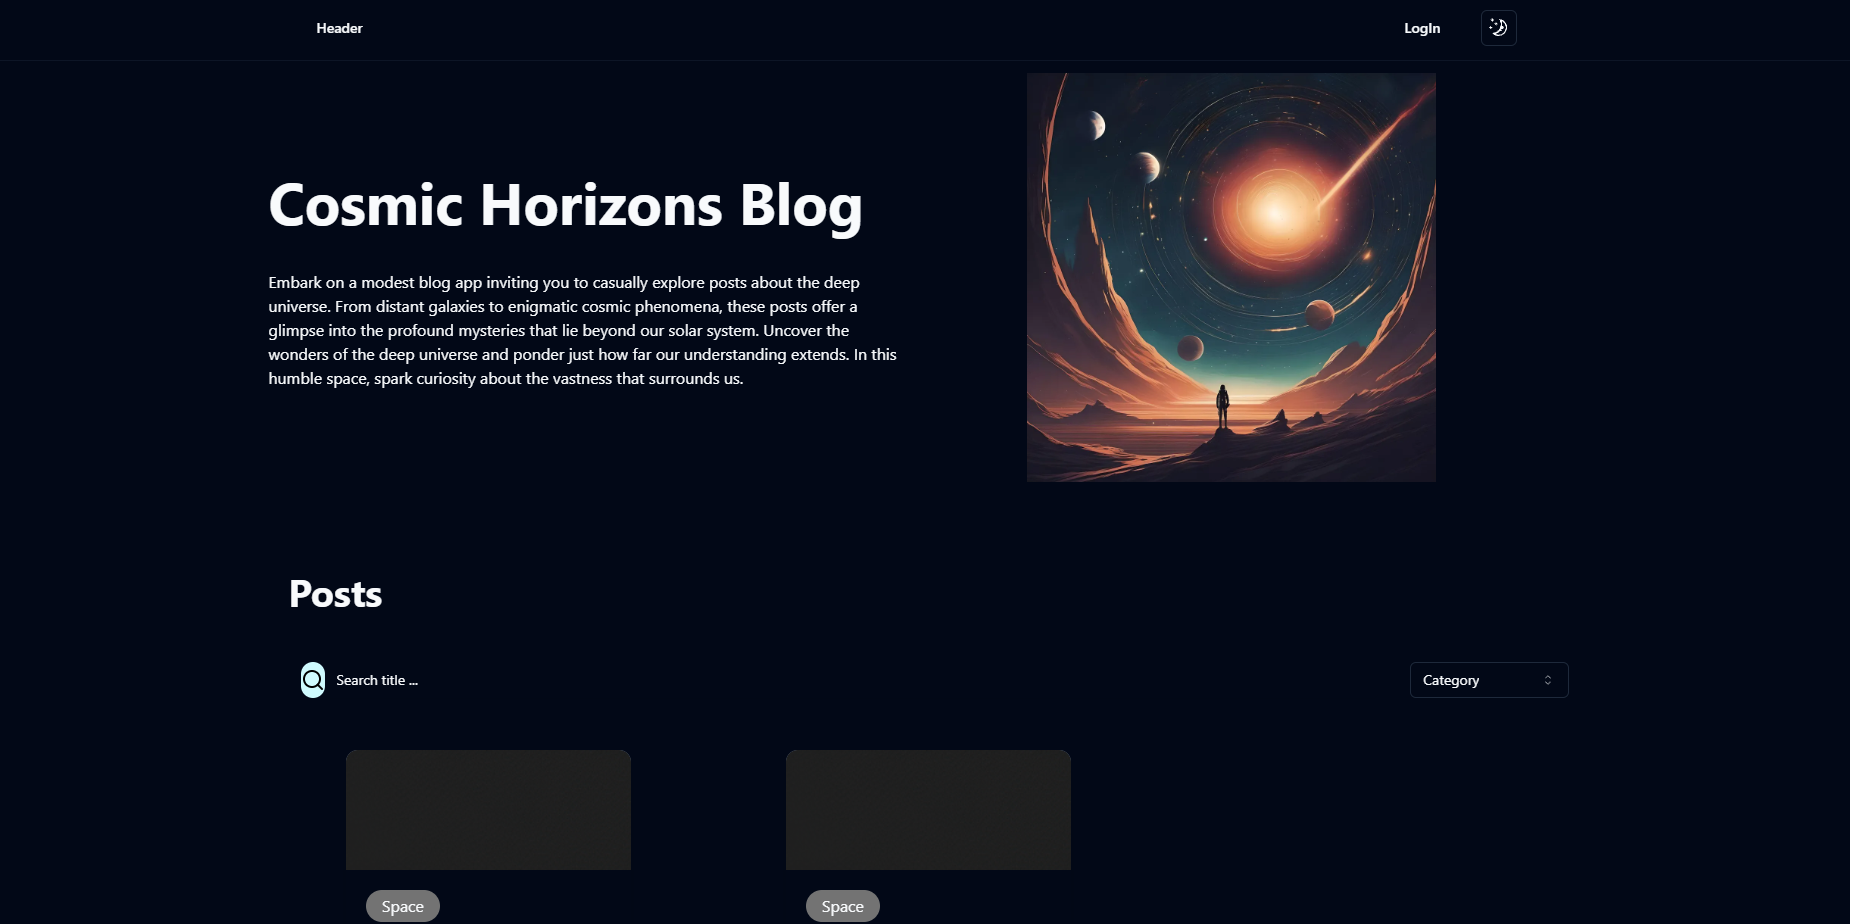 Header
LogIn
Cosmic Horizons Blog
Embark on a modest blog app inviting you to casually explore posts about the deep
universe. From distant galaxies to enigmatic cosmic phenomena, these posts offer a
glimpse into the profound mysteries that lie beyond our solar system. Uncover the
wonders of the deep universe and ponder just how far our understanding extends. In this
humble space, spark curiosity about the vastness that surrounds us.
Posts
Search title ...
Category
Space
Space